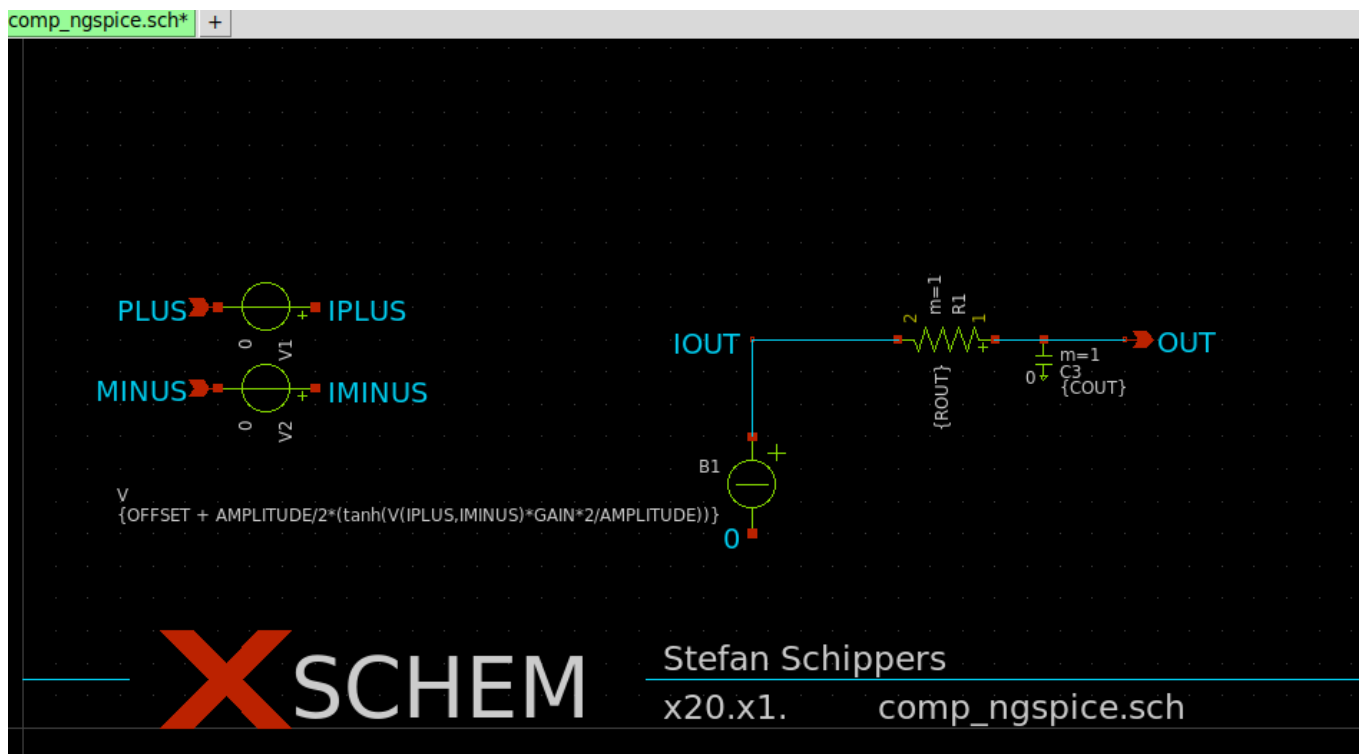 comp_ngspice.sch* +
PLUS
0
V1
+
IPLUS
MINUS
0
V2
+
IMINUS
V
{OFFSET + AMPLITUDE/2*(tanh(V(IPLUS,IMINUS)*GAIN*2/AMPLITUDE))}
IOUT
B1
+
0
2
m=1
R1
1
+
{ROUT}
m=1
C3
{COUT}
0
OUT
XSCHEM
Stefan Schippers
x20.x1. comp_ngspice.sch